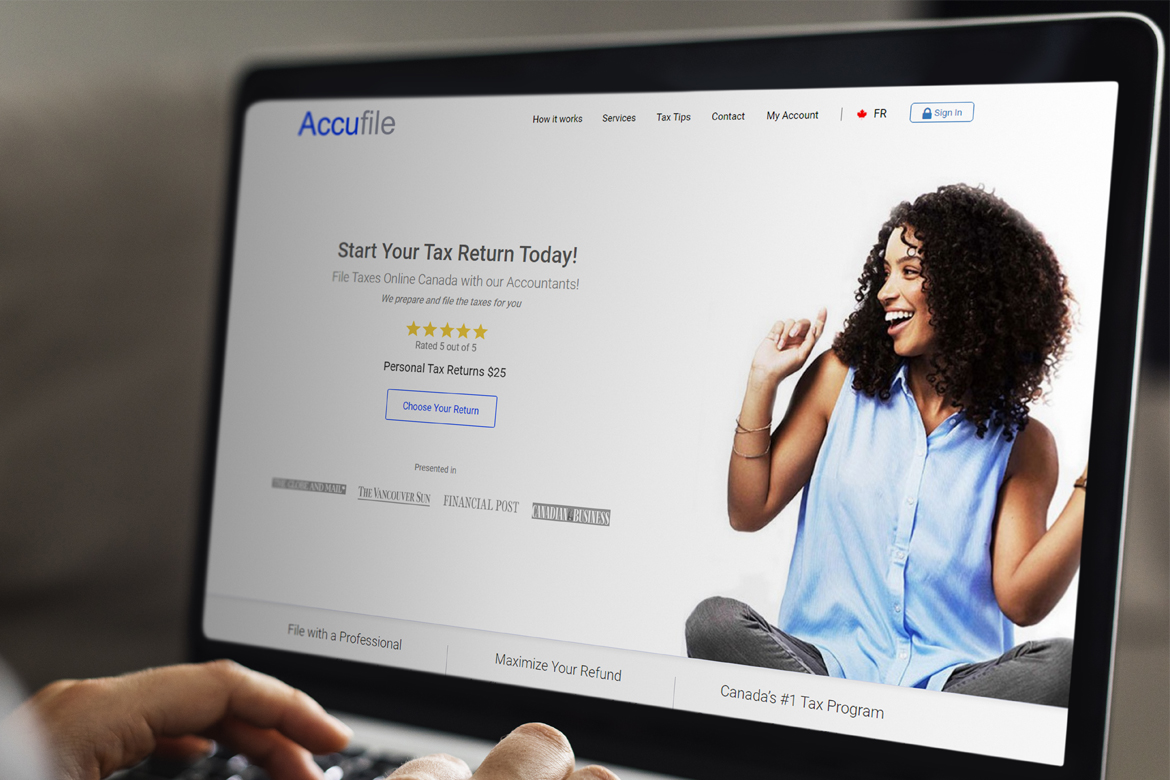 Accufile
How it works
Services
Tax Tips
Contact
My Account
FR
Sign In
Start Your Tax Return Today!
File Taxes Online Canada with our Accountants!
We prepare and file the taxes for you
Rated 5 out of 5
Personal Tax Returns $25
Choose Your Return
Presented in
THE GLOBE AND MAIL*
THE VANCOUVER SUN
FINANCIAL POST
CANADIAN BUSINESS
File with a Professional
Maximize Your Refund
Canada's #1 Tax Program